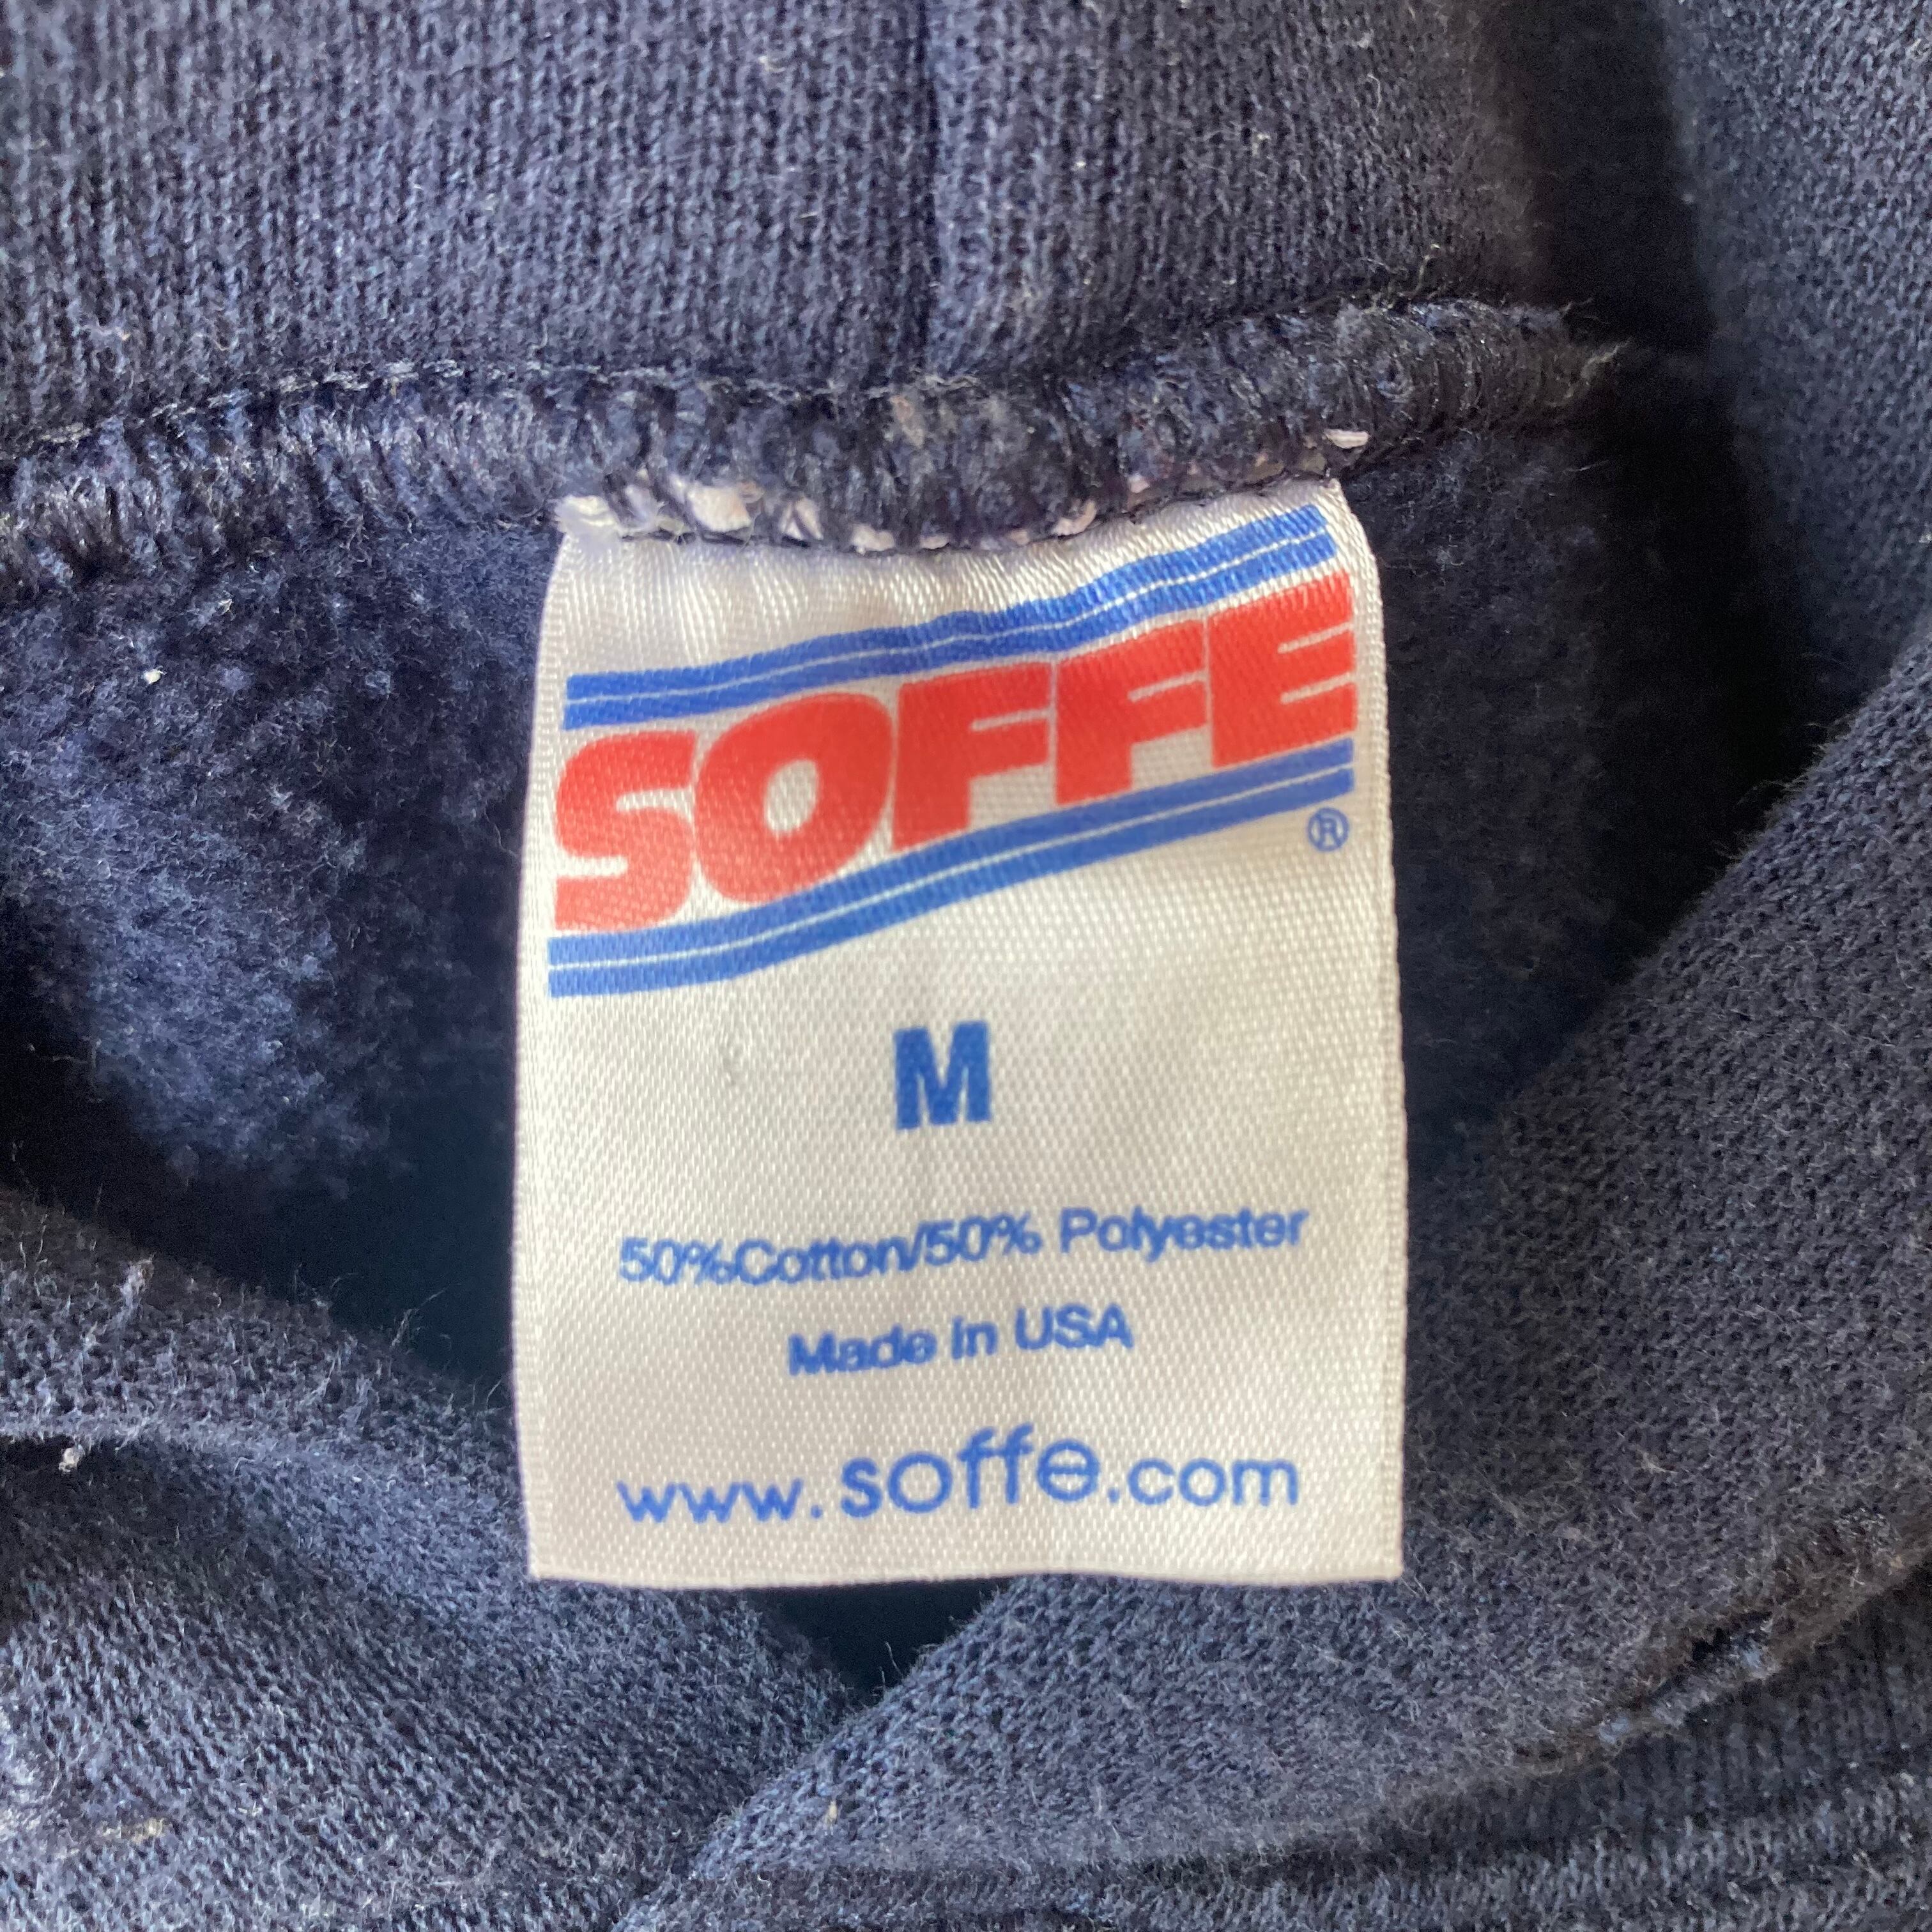 SOFFE
®
M
50%Cotton/50% Polyester
Made in USA
www.soffe.com